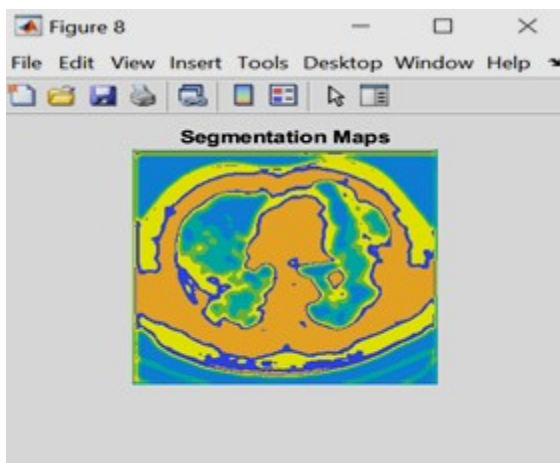 Figure 8
File Edit View Insert Tools Desktop Window Help
Segmentation Maps